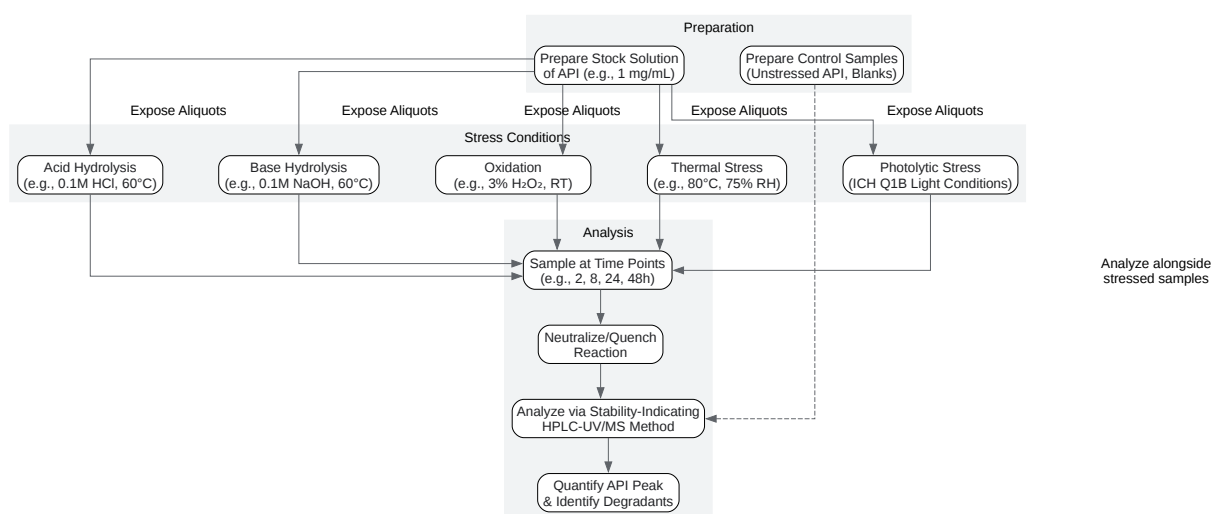 Preparation
Prepare Stock Solution
of API (e.g., 1 mg/mL)
Prepare Control Samples
(Unstressed API, Blanks)
Expose Aliquots
Expose Aliquots
Expose Aliquots
Expose Aliquots
Expose Aliquots
Stress Conditions
Acid Hydrolysis
(e.g., 0.1M HCl, 60°C)
Base Hydrolysis
(e.g., 0.1M NaOH, 60°C)
Oxidation
(e.g., 3% H₂O₂, RT)
Thermal Stress
(e.g., 80°C, 75% RH)
Photolytic Stress
(ICH Q1B Light Conditions)
Analysis
Sample at Time Points
(e.g., 2, 8, 24, 48h)
Analyze alongside
stressed samples
Neutralize/Quench
Reaction
Analyze via Stability-Indicating
HPLC-UV/MS Method
Quantify API Peak
& Identify Degradants